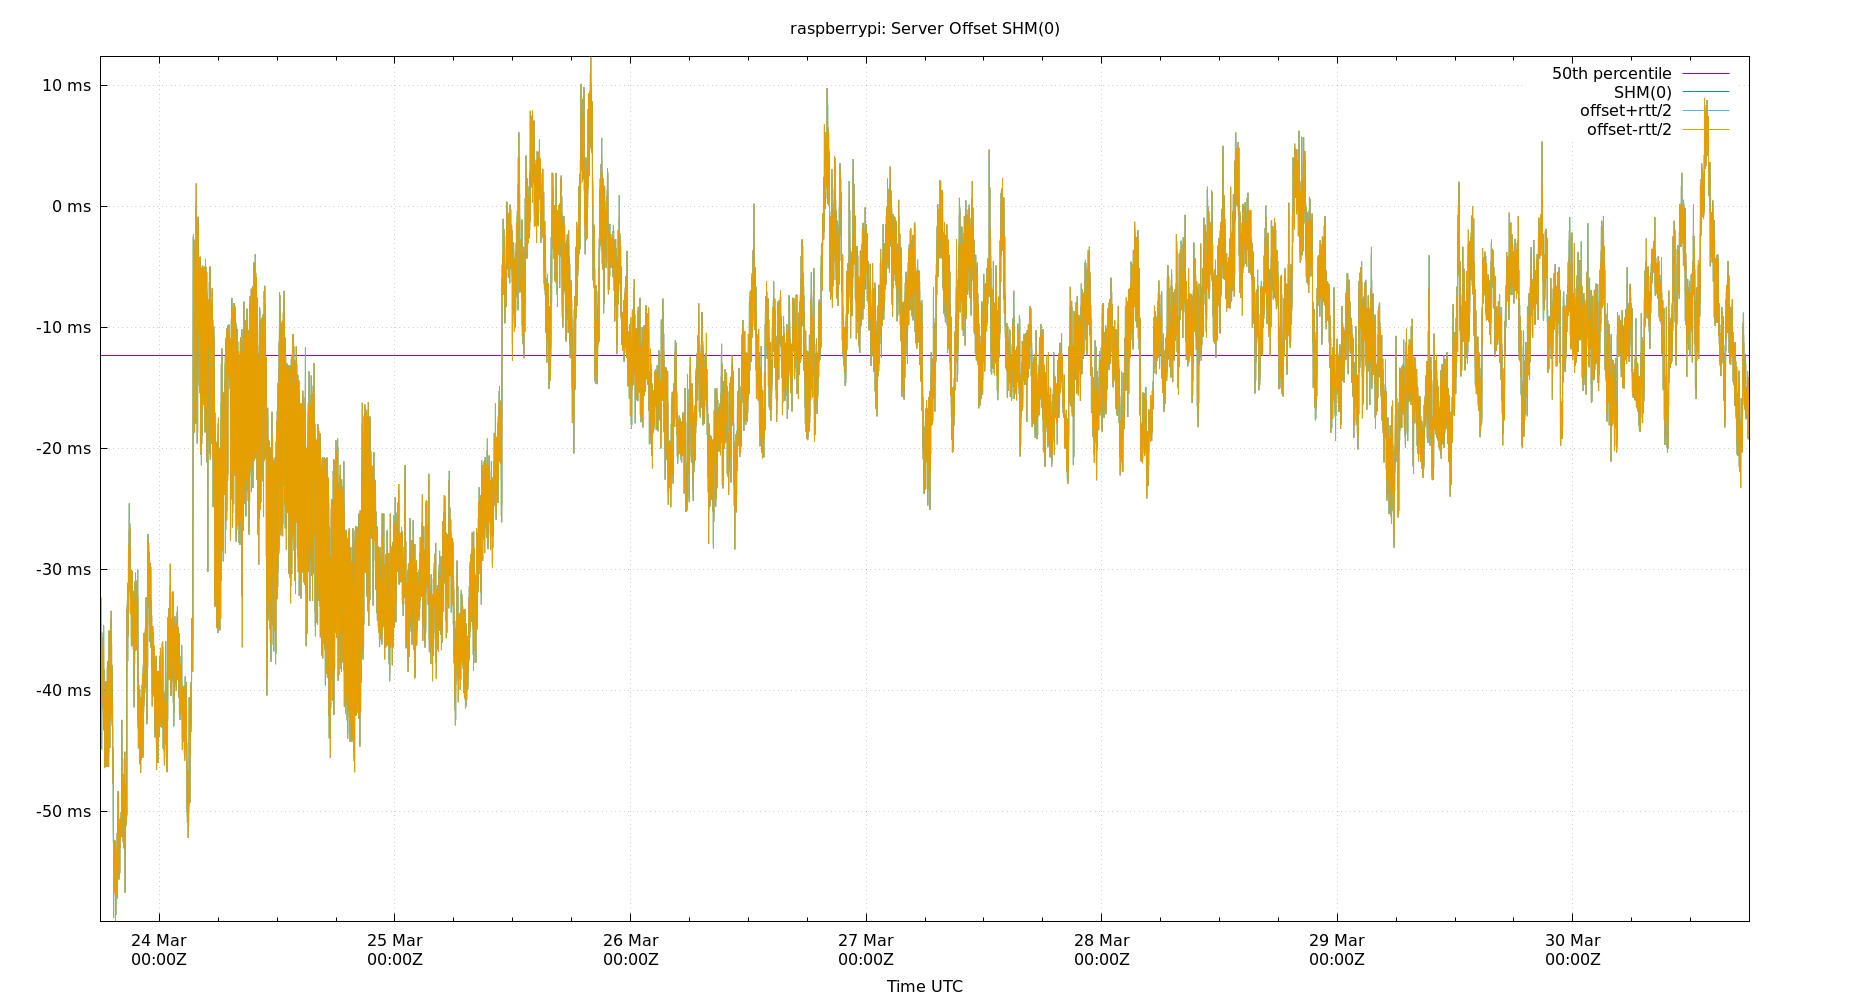 raspberrypi: Server Offset SHM(0)
50th percentile
SHM(0)
offset+rtt/2
offset-rtt/2
10 ms
0 ms
-10 ms
-20 ms
-30 ms
-40 ms
-50 ms
24 Mar 25 Mar 26 Mar 27 Mar 28 Mar 29 Mar 30 Mar
00:00Z 00:00Z 00:00Z 00:00Z 00:00Z 00:00Z 00:00Z
Time UTC